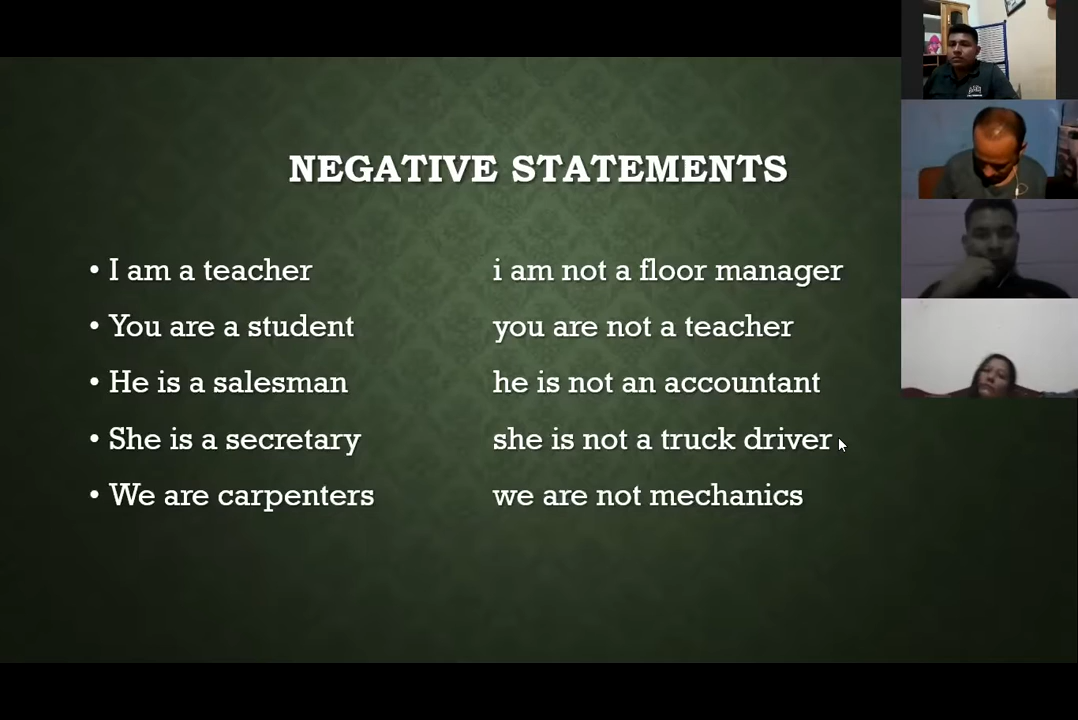 NEGATIVE STATEMENTS
• I am a teacher i am not a floor manager
• You are a student you are not a teacher
• He is a salesman he is not an accountant
• She is a secretary she is not a truck driver
• We are carpenters we are not mechanics